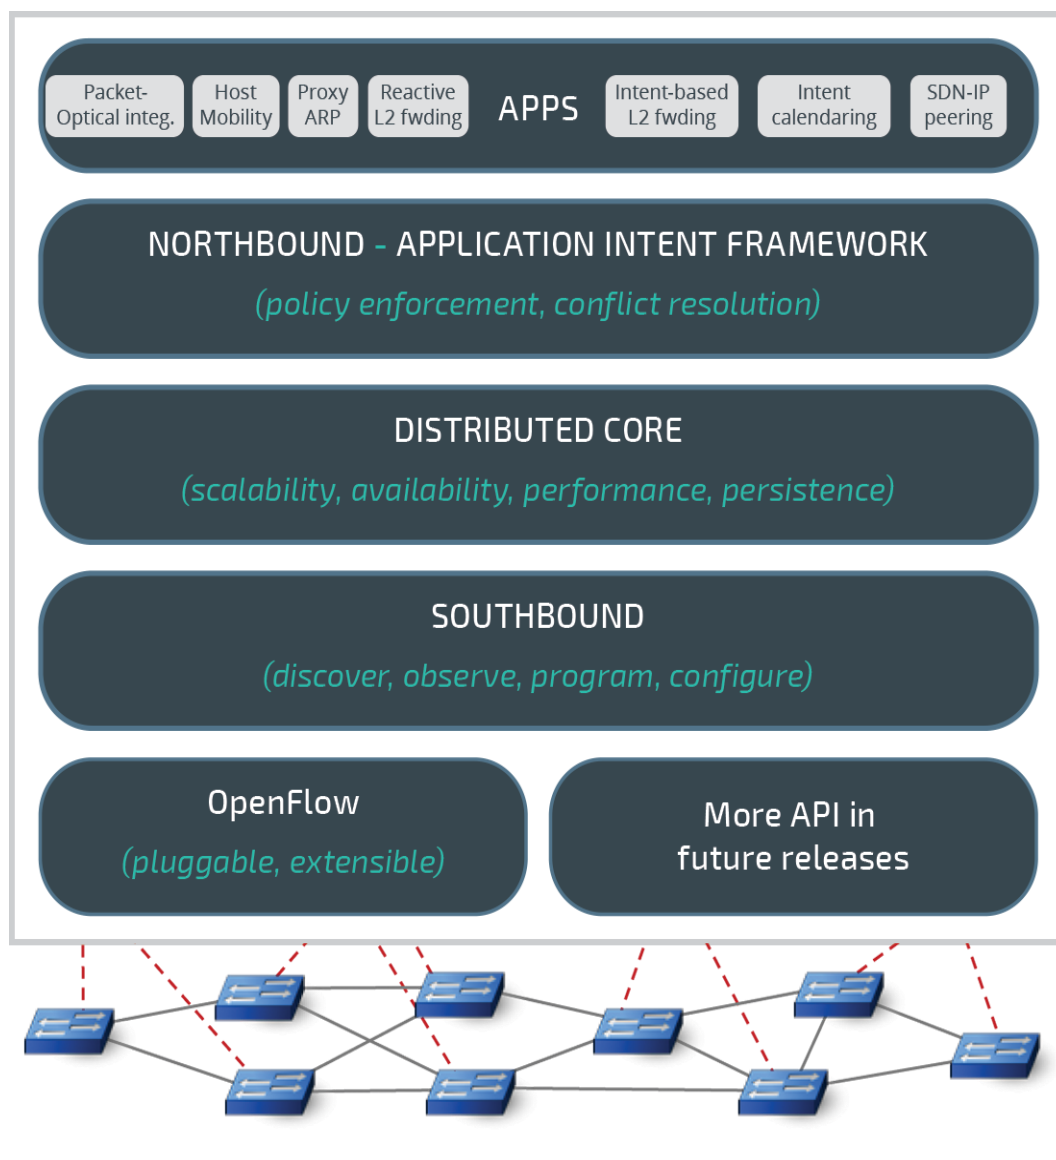 Packet-
Optical integ.
Host
Mobility
Proxy
ARP
Reactive
L2 fwding
APPS
Intent-based
L2 fwding
Intent
calendaring
SDN-IP
peering
NORTHBOUND - APPLICATION INTENT FRAMEWORK
(policy enforcement, conflict resolution)
DISTRIBUTED CORE
(scalability, availability, performance, persistence)
SOUTHBOUND
(discover, observe, program, configure)
OpenFlow
(pluggable, extensible)
More API in
future releases